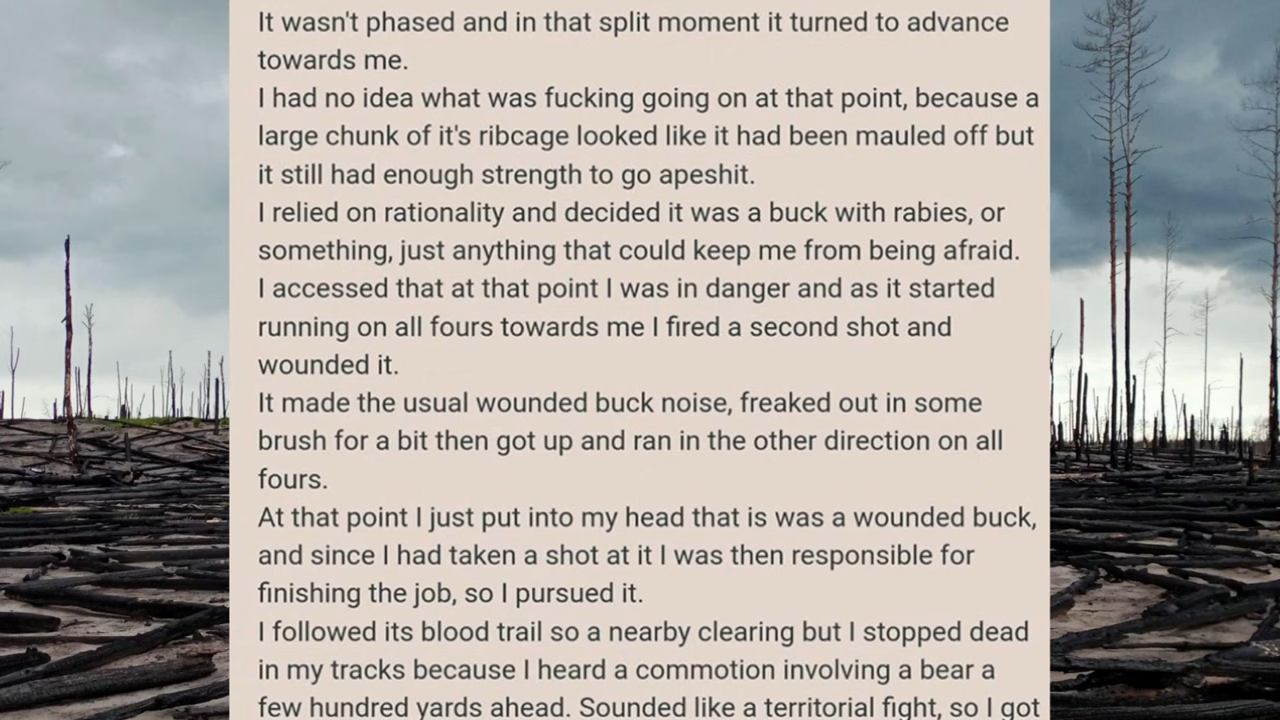 It wasn't phased and in that split moment it turned to advance
towards me.
I had no idea what was fucking going on at that point, because a
large chunk of it's ribcage looked like it had been mauled off but
it still had enough strength to go apeshit.
I relied on rationality and decided it was a buck with rabies, or
something, just anything that could keep me from being afraid.
I accessed that at that point I was in danger and as it started
running on all fours towards me I fired a second shot and
wounded it.
It made the usual wounded buck noise, freaked out in some
brush for a bit then got up and ran in the other direction on all
fours.
At that point I just put into my head that is was a wounded buck,
and since I had taken a shot at it I was then responsible for
finishing the job, so I pursued it.
I followed its blood trail so a nearby clearing but I stopped dead
in my tracks because I heard a commotion involving a bear a
few hundred yards ahead. Sounded like a territorial fight, so I got